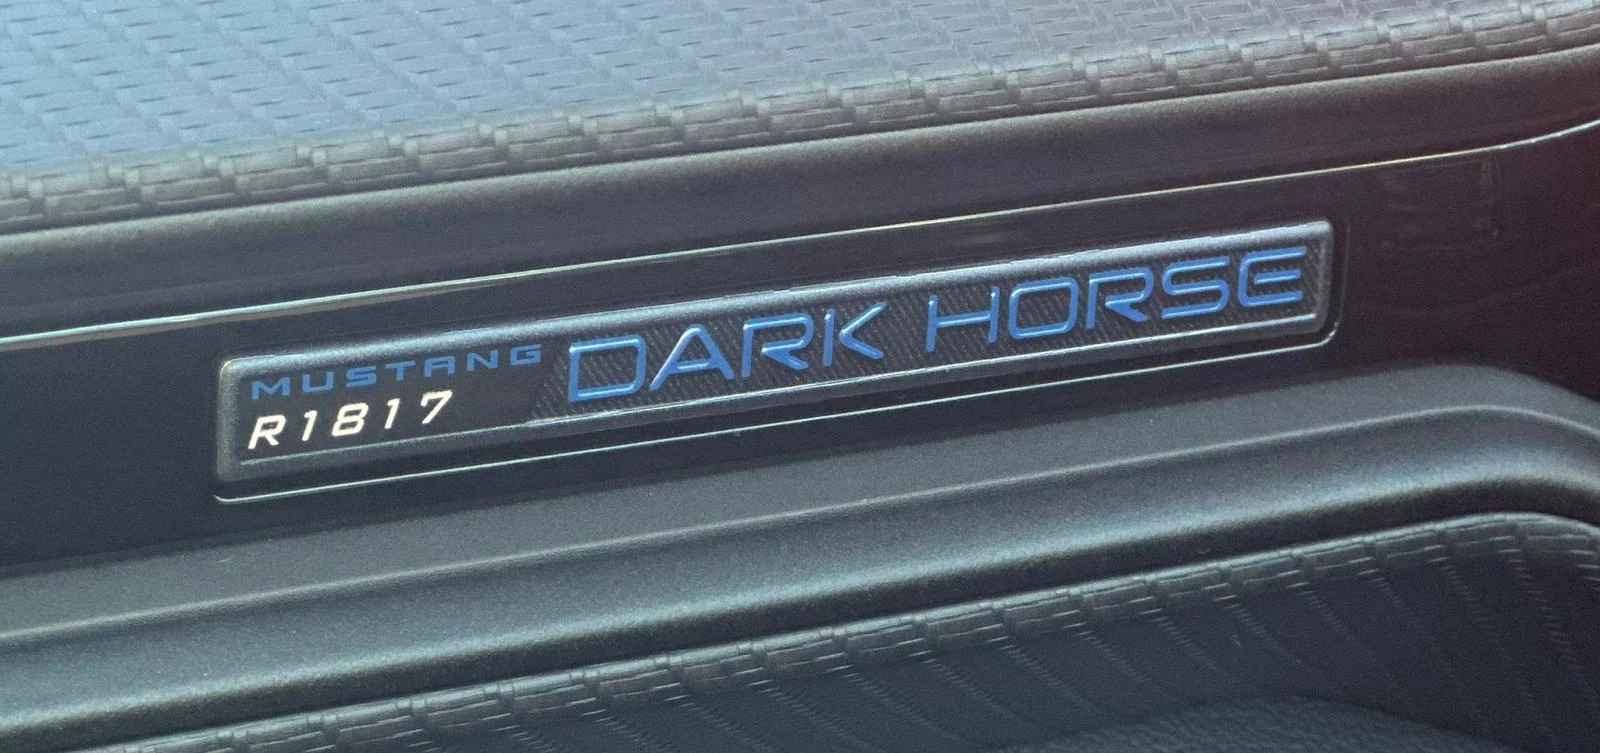 MUSTANG
R1817
DARK HORSE